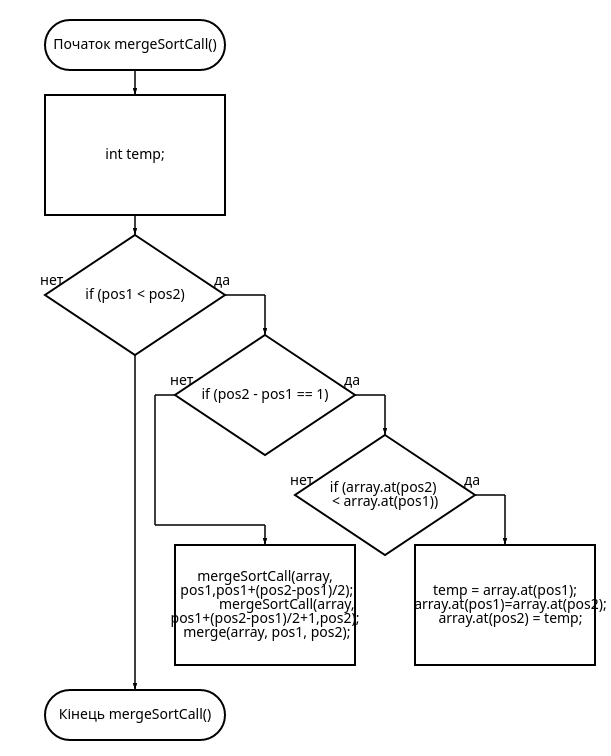 Початок mergeSortCall()
int temp;
нет
да
if (pos1 < pos2)
нет
да
if (pos2 - pos1 == 1)
нет
да
if (array.at(pos2)
< array.at(pos1))
mergeSortCall(array,
pos1,pos1+(pos2-pos1)/2);
mergeSortCall(array,
pos1+(pos2-pos1)/2+1,pos2);
merge(array, pos1, pos2);
temp = array.at(pos1);
array.at(pos1)=array.at(pos2);
array.at(pos2) = temp;
Кінець mergeSortCall()